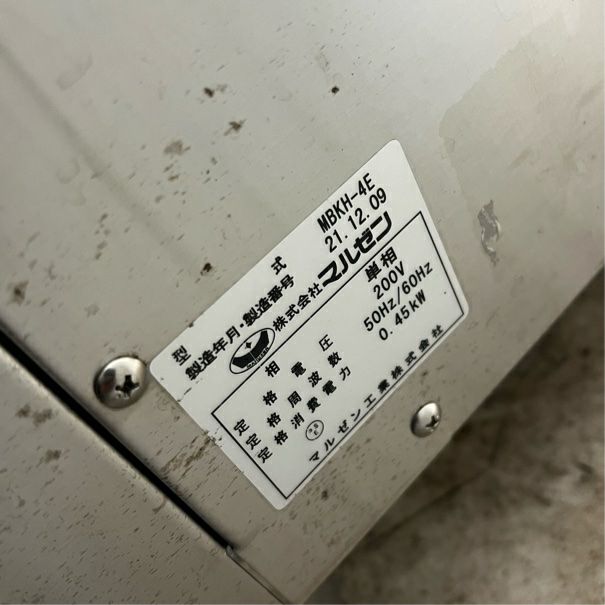 型 式 MBKH-4E
製造年月・製造番号 21.12.09
株式会社 マルゼン
相 単相
定格電圧 200V
定格周波数 50Hz/60Hz
定格消費電力 0.45kW
マルゼン工業株式会社